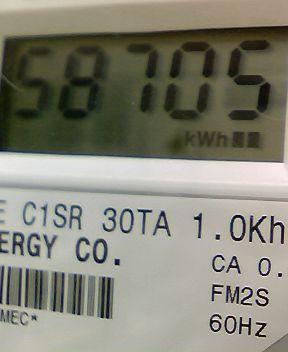 58705
kWh
E C1SR 30TA 1.0Kh
ERGY CO.
CA 0.
FM2S
MEC*
60Hz